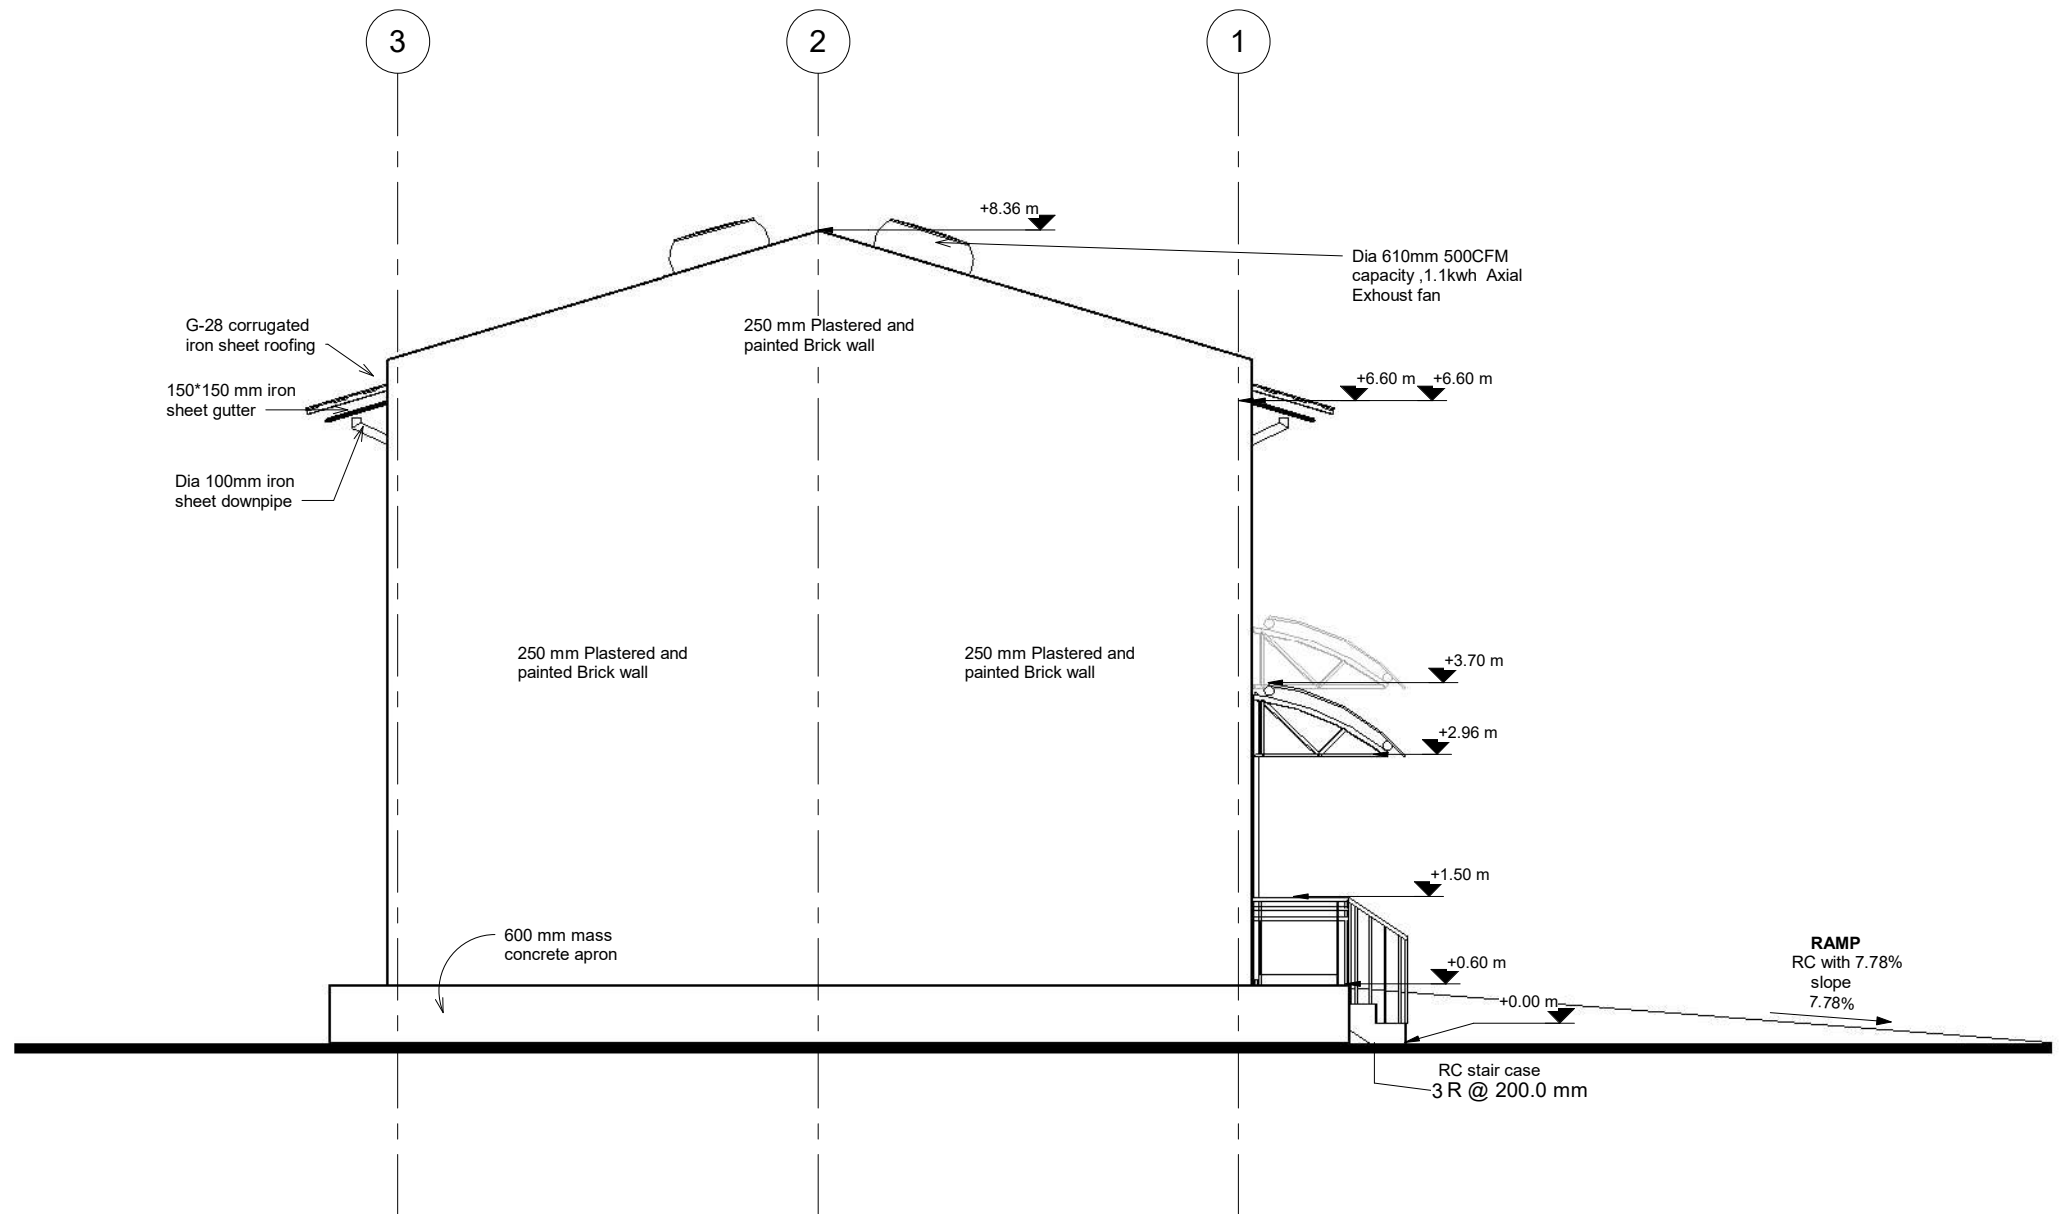 3
2
1
+8.36 m
Dia 610mm 500CFM
capacity ,1.1kwh Axial
Exhoust fan
G-28 corrugated
iron sheet roofing
250 mm Plastered and
painted Brick wall
150*150 mm iron
sheet gutter
+6.60 m
+6.60 m
Dia 100mm iron
sheet downpipe
250 mm Plastered and
painted Brick wall
250 mm Plastered and
painted Brick wall
+3.70 m
+2.96 m
+1.50 m
600 mm mass
concrete apron
+0.60 m
+0.00 m
RAMP
RC with 7.78%
slope
7.78%
RC stair case
3 R @ 200.0 mm